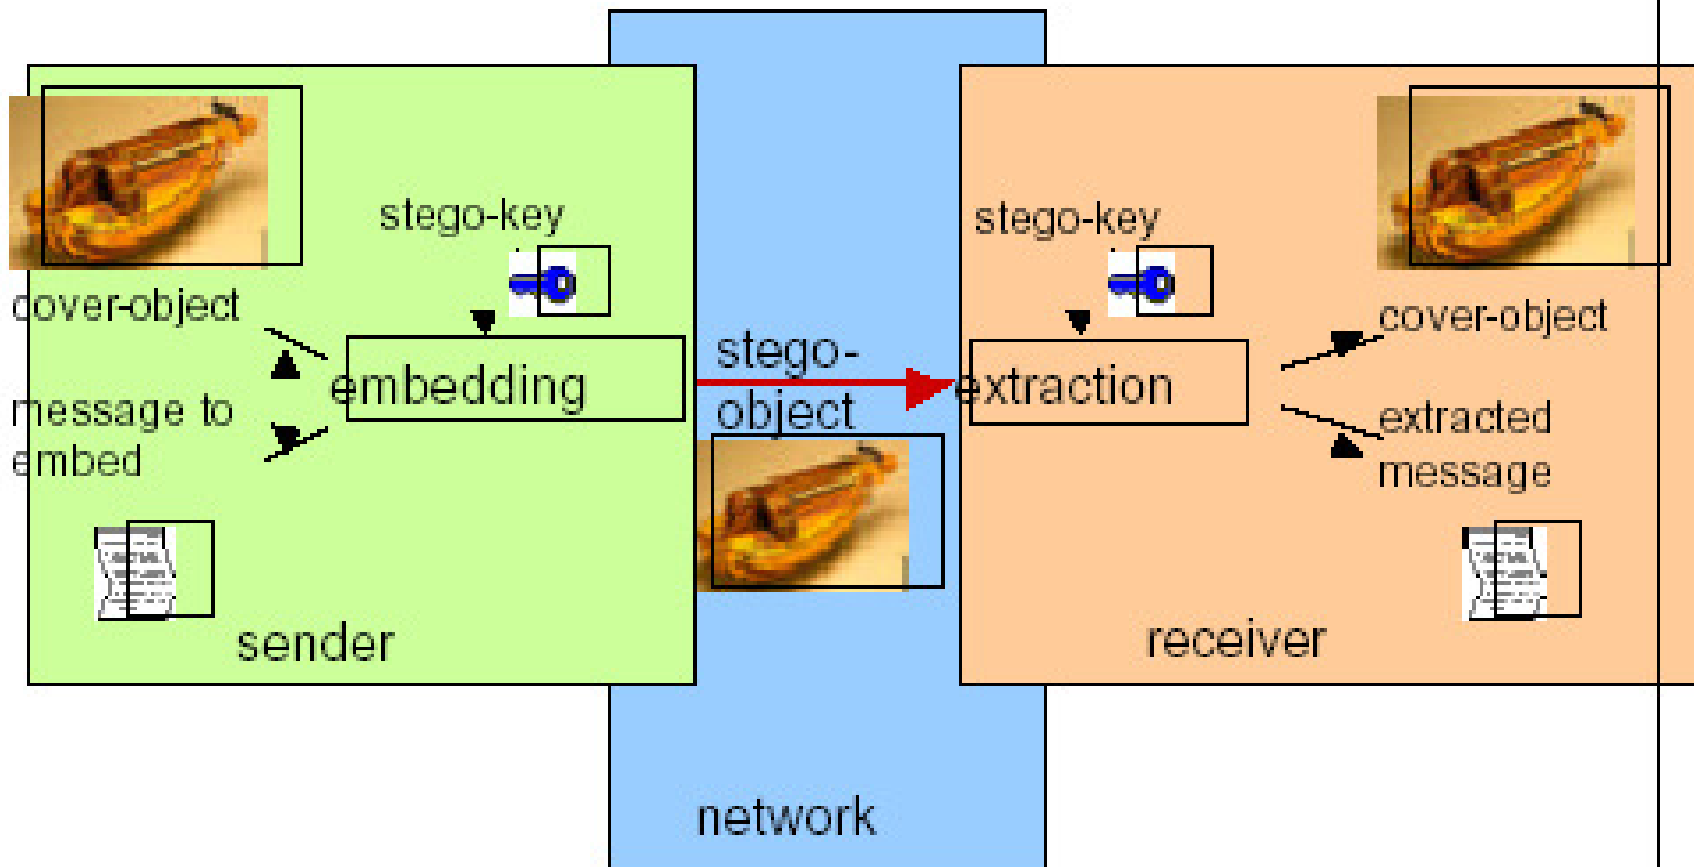 stego-key
cover-object
embedding
message to
embed
sender
stego-
object
network
stego-key
extraction
cover-object
extracted
message
receiver